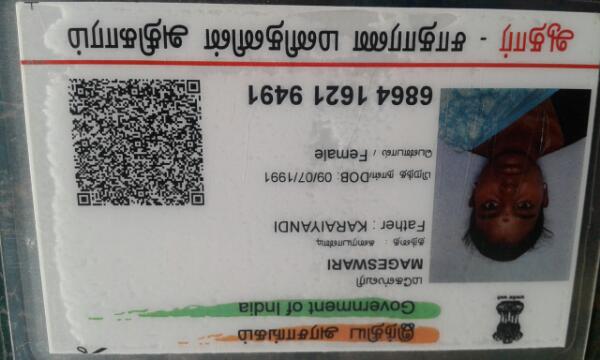 இந்திய அரசாங்கம்
Government of India
மகேஸ்வரி
MAGESWARI
தந்தை : கரையாண்டி
Father : KARAIYANDI
பிறந்த நாள்/DOB: 09/07/1991
பெண்பால் / Female
6864 1621 9491
ஆதார் - சாதாரண மனிதனின் அதிகாரம்